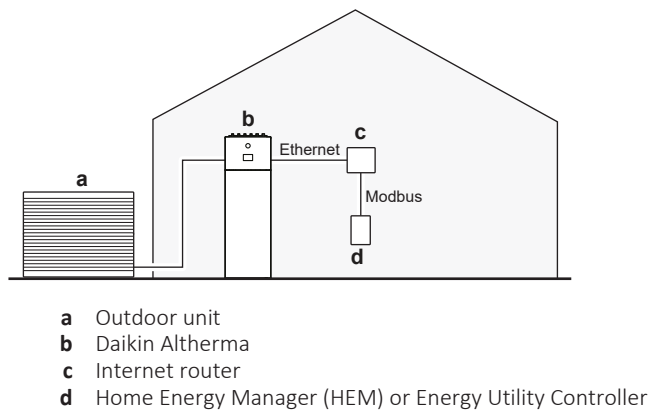 b
c
Ethernet
a
Modbus
d
a Outdoor unit
b Daikin Altherma
c Internet router
d Home Energy Manager (HEM) or Energy Utility Controller